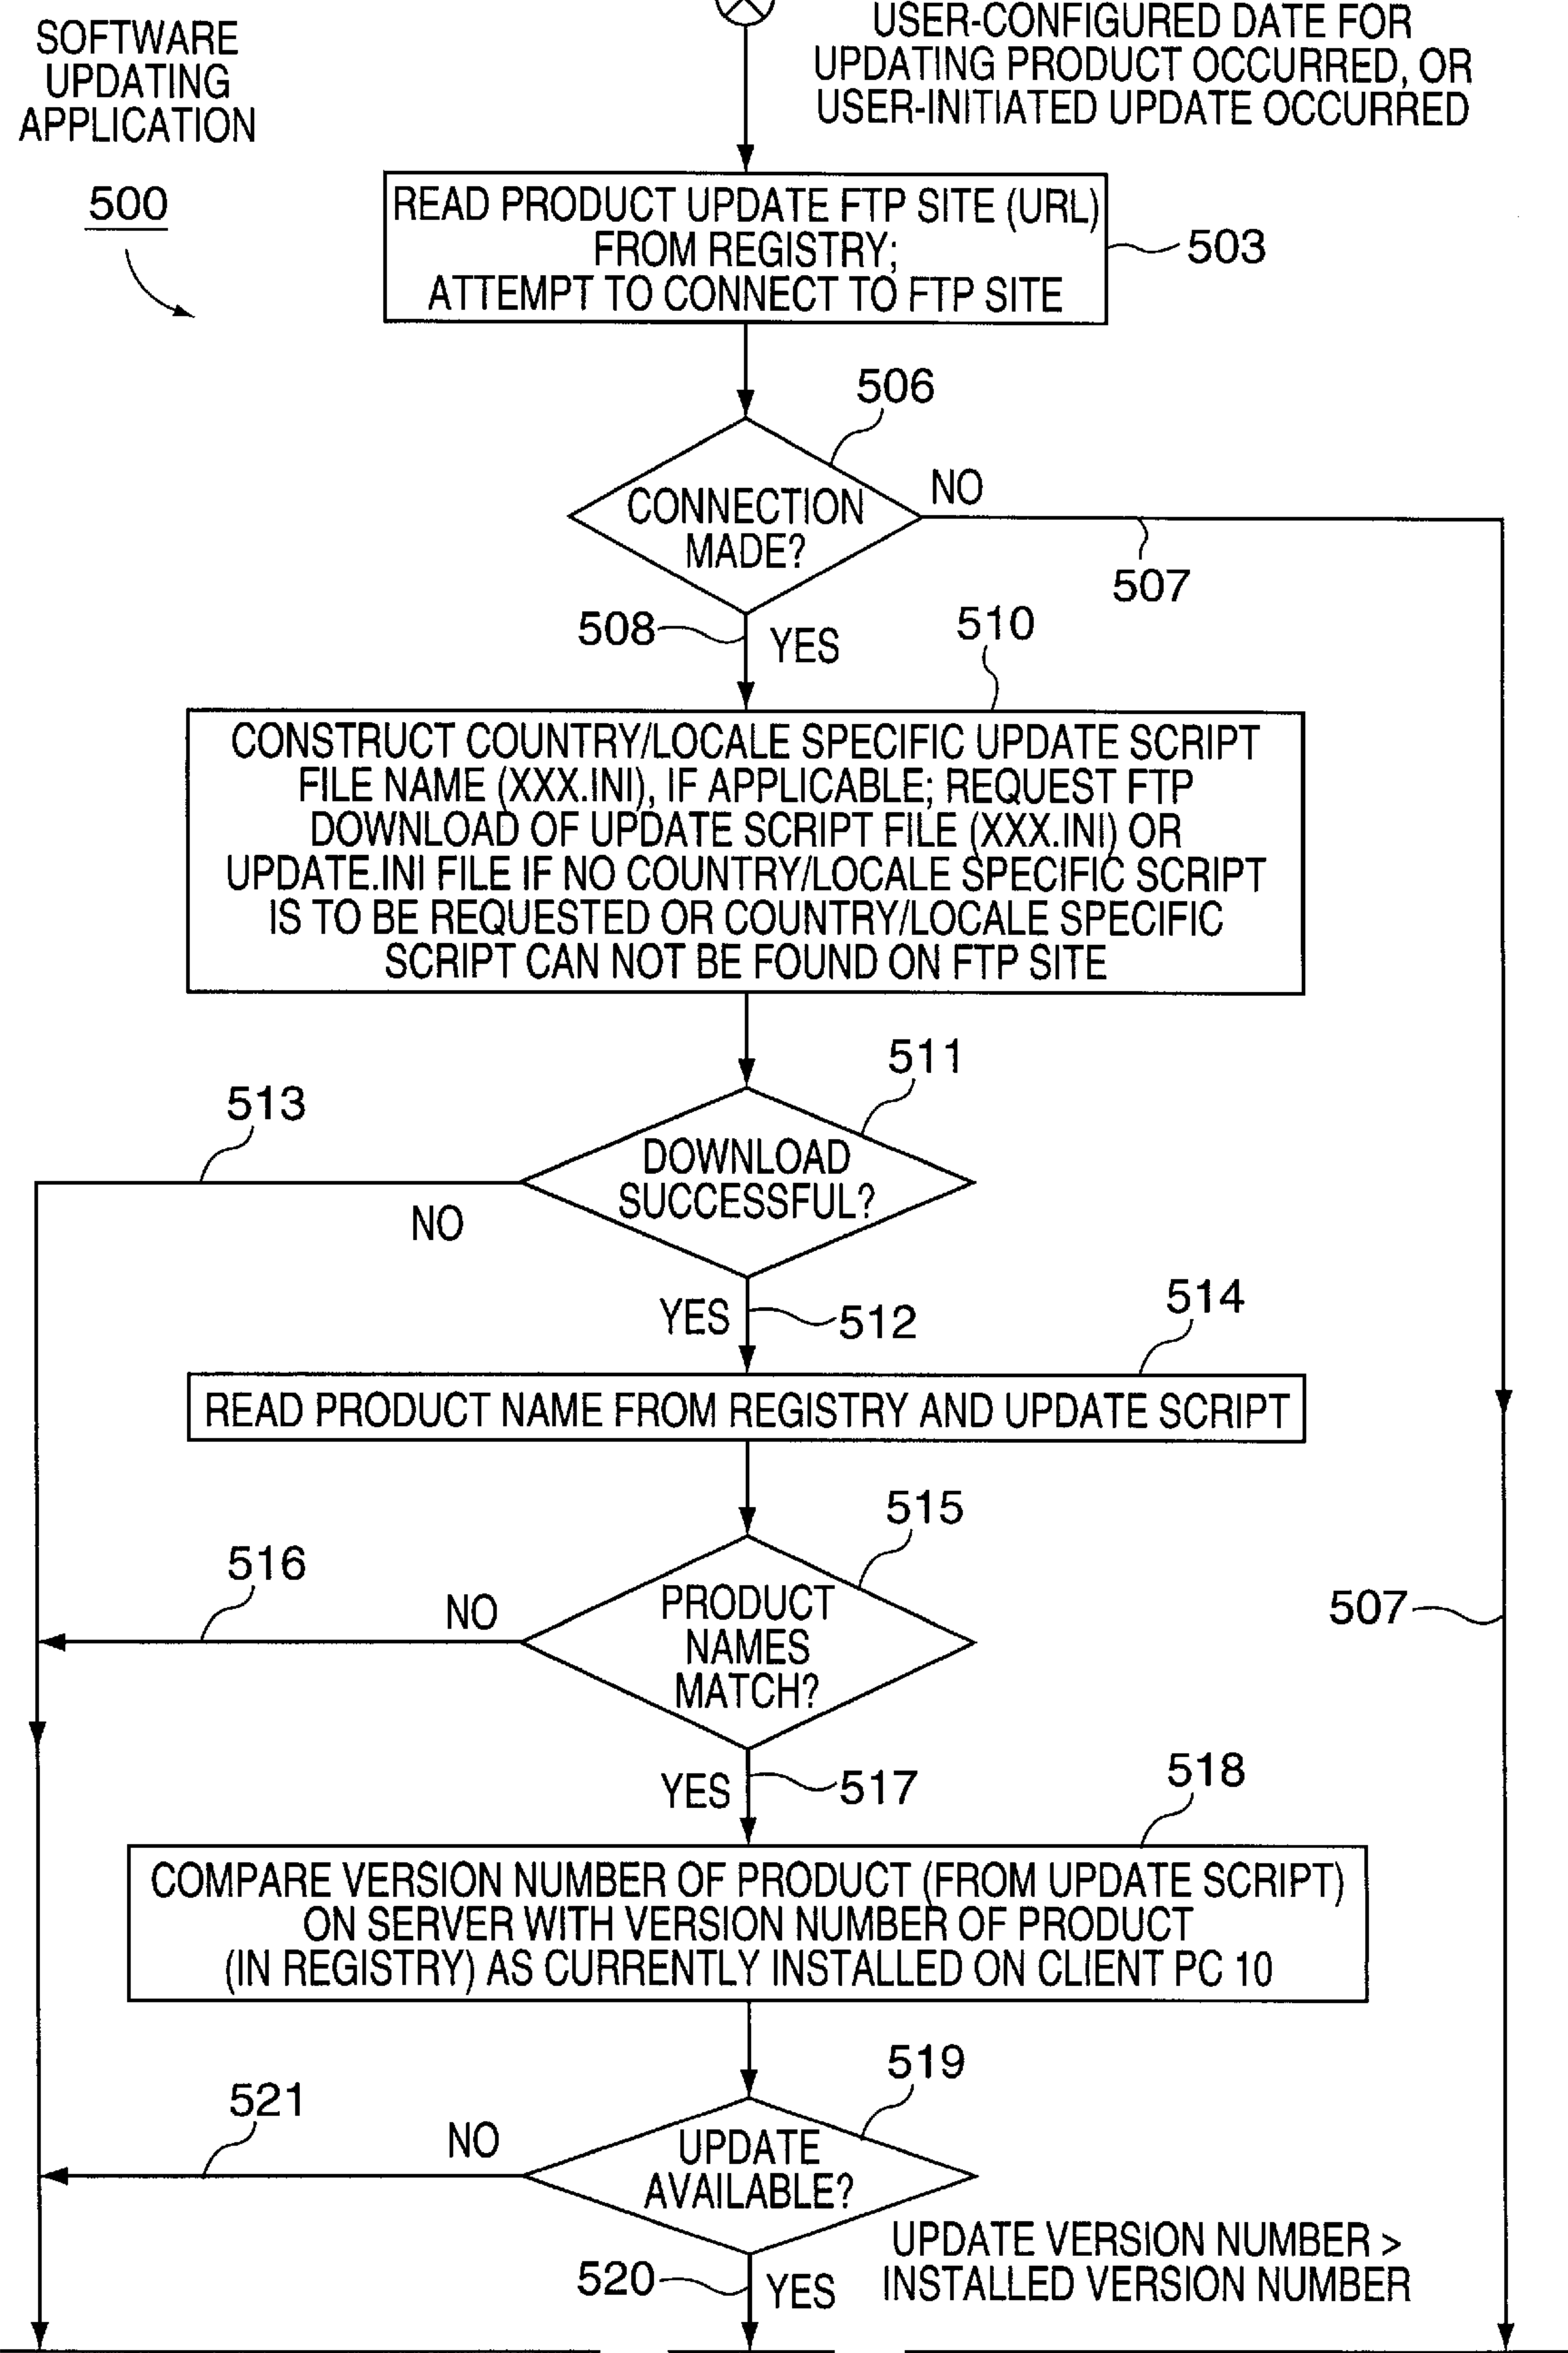 SOFTWARE
UPDATING
APPLICATION
500
USER-CONFIGURED DATE FOR
UPDATING PRODUCT OCCURRED, OR
USER-INITIATED UPDATE OCCURRED
READ PRODUCT UPDATE FTP SITE (URL)
FROM REGISTRY;
ATTEMPT TO CONNECT TO FTP SITE
503
506
CONNECTION
MADE?
NO
507
508
YES
510
CONSTRUCT COUNTRY/LOCALE SPECIFIC UPDATE SCRIPT
FILE NAME (XXX.INI), IF APPLICABLE; REQUEST FTP
DOWNLOAD OF UPDATE SCRIPT FILE (XXX.INI) OR
UPDATE.INI FILE IF NO COUNTRY/LOCALE SPECIFIC SCRIPT
IS TO BE REQUESTED OR COUNTRY/LOCALE SPECIFIC
SCRIPT CAN NOT BE FOUND ON FTP SITE
511
513
DOWNLOAD
SUCCESSFUL?
NO
YES
512
514
READ PRODUCT NAME FROM REGISTRY AND UPDATE SCRIPT
515
516
NO
PRODUCT
NAMES
MATCH?
507
YES
517
518
COMPARE VERSION NUMBER OF PRODUCT (FROM UPDATE SCRIPT)
ON SERVER WITH VERSION NUMBER OF PRODUCT
(IN REGISTRY) AS CURRENTLY INSTALLED ON CLIENT PC 10
519
521
NO
UPDATE
AVAILABLE?
520
YES
UPDATE VERSION NUMBER >
INSTALLED VERSION NUMBER